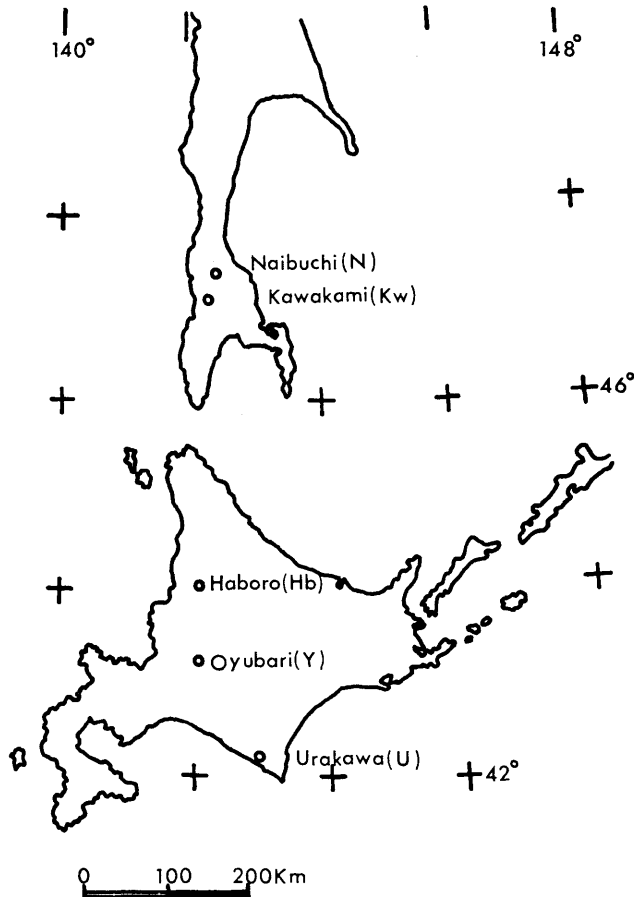 140°
148°
Naibuchi(N)
Kawakami(Kw)
46°
Haboro(Hb)
Oyubari(Y)
Urakawa(U)
42°
0 100 200Km